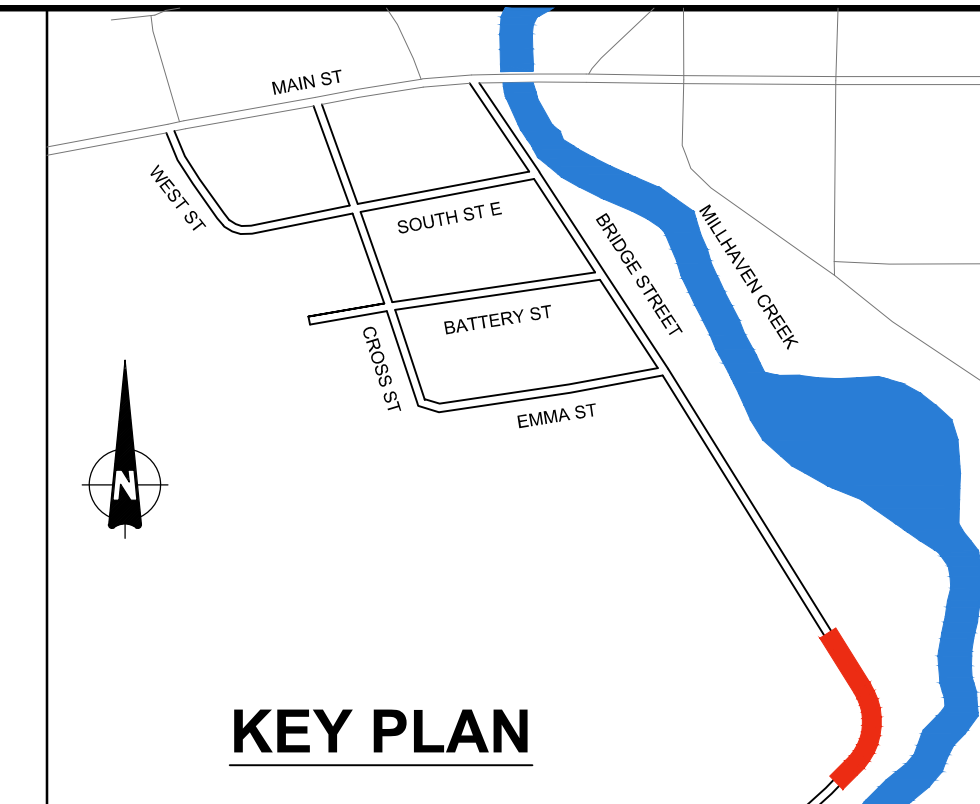 MAIN ST
WEST ST
SOUTH ST E
BRIDGE STREET
MILLHAVEN CREEK
BATTERY ST
CROSS ST
EMMA ST
N
KEY PLAN